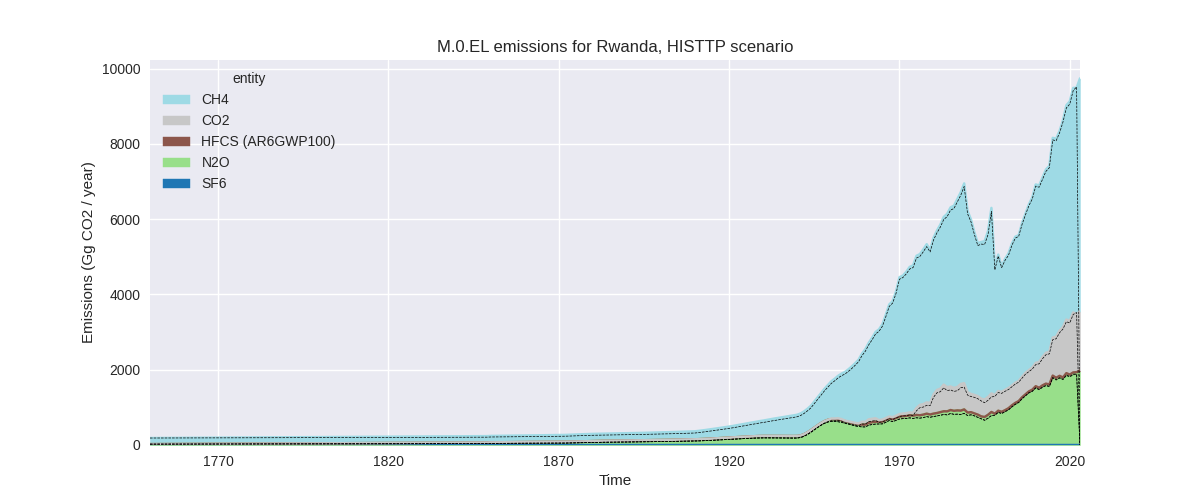 M.0.EL emissions for Rwanda, HISTTP scenario
10000
8000
6000
4000
2000
0
Emissions (Gg CO2 / year)
entity
CH4
CO2
HFCS (AR6GWP100)
N2O
SF6
1770
1820
1870
1920
1970
2020
Time